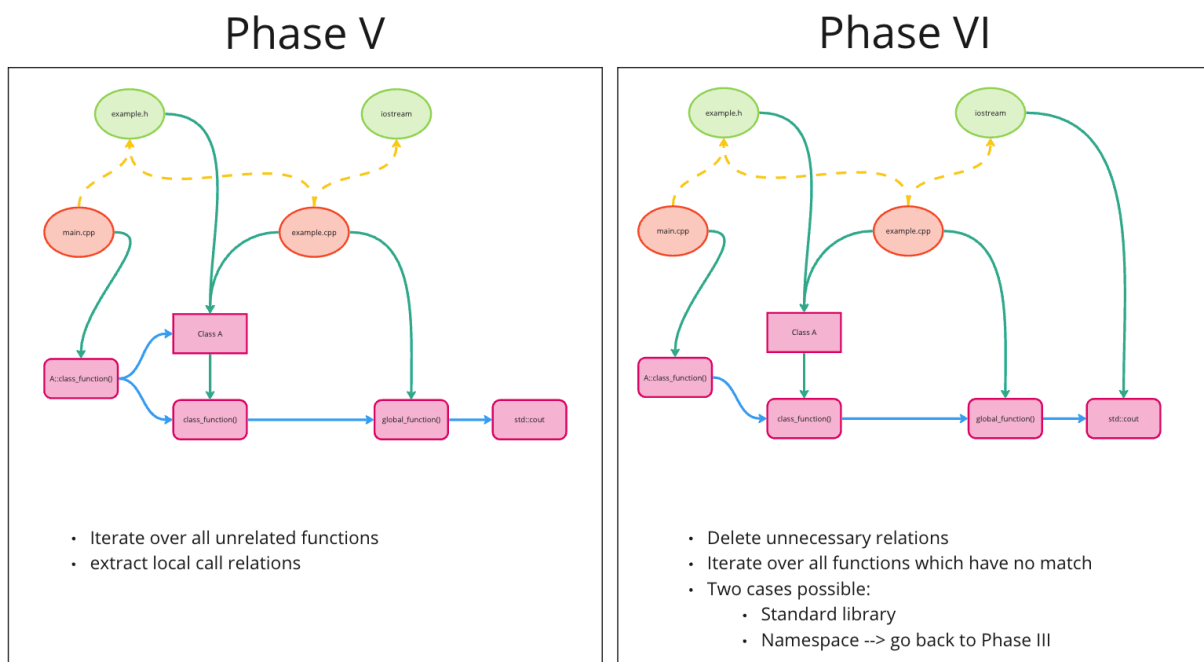 Phase V
example.h
iostream
main.cpp
example.cpp
Class A
A::class_function()
class_function()
global_function()
std::cout
• Iterate over all unrelated functions
• extract local call relations
Phase VI
example.h
iostream
main.cpp
example.cpp
Class A
A::class_function()
class_function()
global_function()
std::cout
• Delete unnecessary relations
• Iterate over all functions which have no match
• Two cases possible:
• Standard library
• Namespace --> go back to Phase III